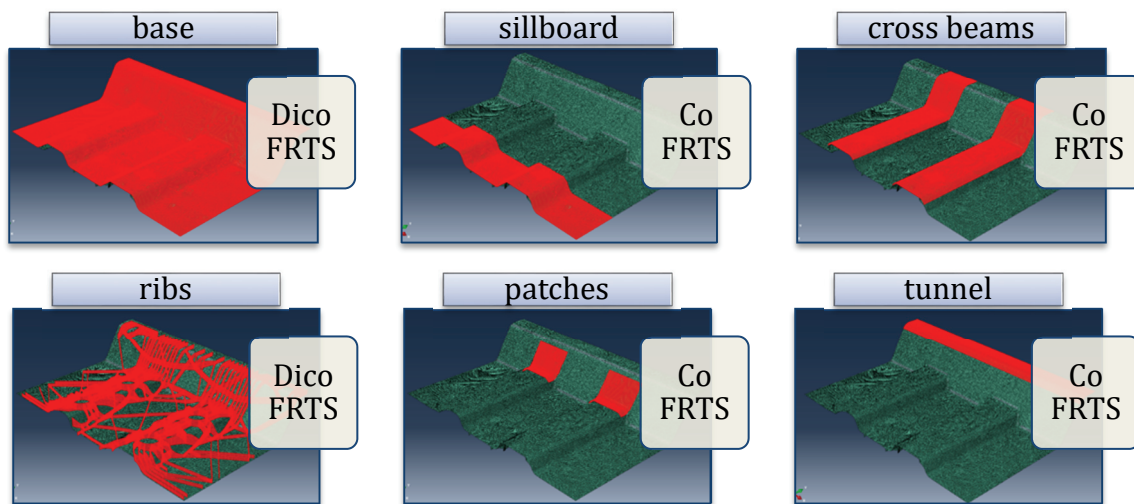 base
Dico
FRTS
sillboard
Co
FRTS
cross beams
Co
FRTS
ribs
Dico
FRTS
patches
Co
FRTS
tunnel
Co
FRTS